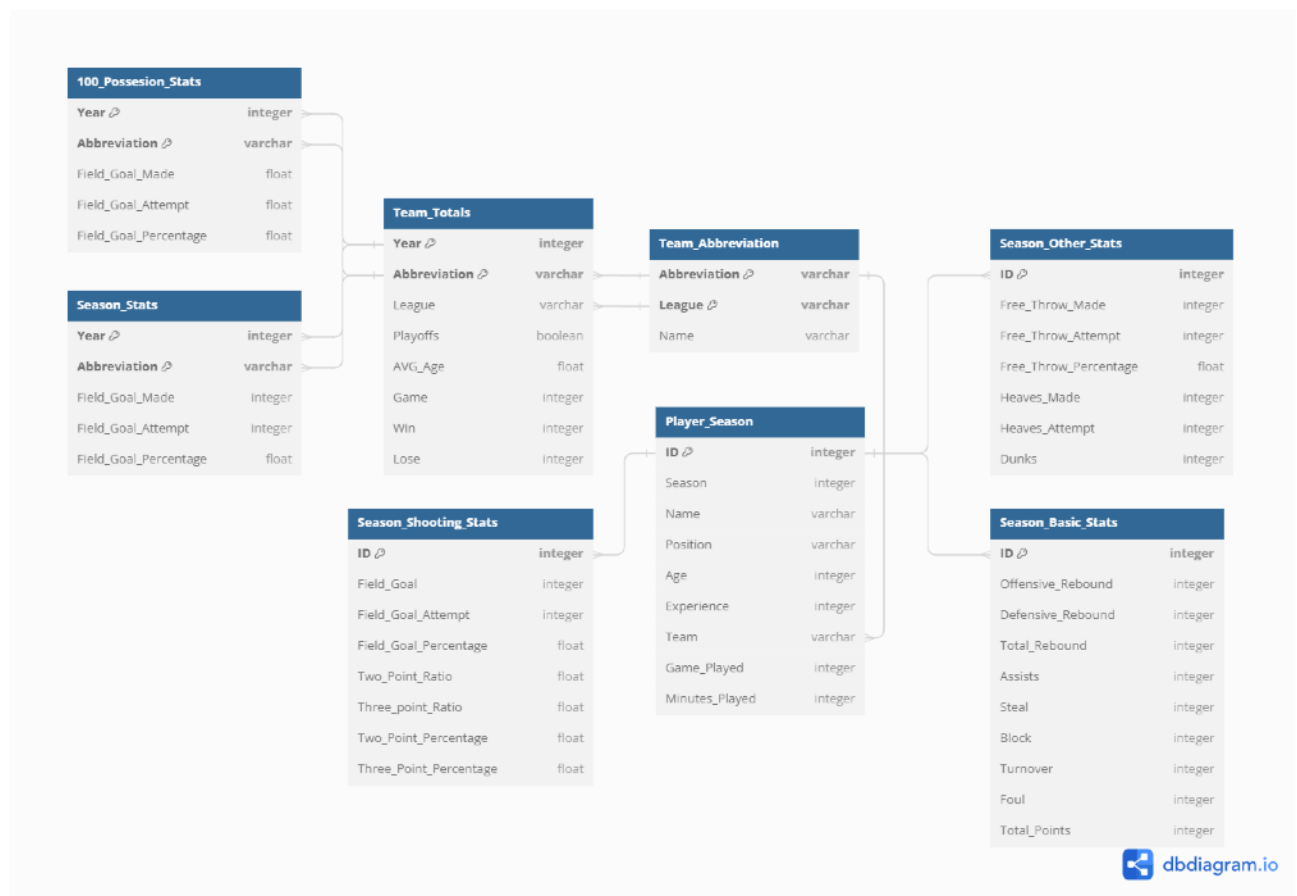 100_Possesion_Stats
Year integer
Abbreviation varchar
Field_Goal_Made float
Field_Goal_Attempt float
Field_Goal_Percentage float
Season_Stats
Year integer
Abbreviation varchar
Field_Goal_Made integer
Field_Goal_Attempt integer
Field_Goal_Percentage float
Team_Totals
Year integer
Abbreviation varchar
League varchar
Playoffs boolean
AVG_Age float
Game integer
Win integer
Lose integer
Team_Abbreviation
Abbreviation varchar
League varchar
Name varchar
Season_Shooting_Stats
ID integer
Field_Goal integer
Field_Goal_Attempt integer
Field_Goal_Percentage float
Two_Point_Ratio float
Three_point_Ratio float
Two_Point_Percentage float
Three_Point_Percentage float
Player_Season
ID integer
Season integer
Name varchar
Position varchar
Age integer
Experience integer
Team varchar
Game_Played integer
Minutes_Played integer
Season_Other_Stats
ID integer
Free_Throw_Made integer
Free_Throw_Attempt integer
Free_Throw_Percentage float
Heaves_Made integer
Heaves_Attempt integer
Dunks integer
Season_Basic_Stats
ID integer
Offensive_Rebound integer
Defensive_Rebound integer
Total_Rebound integer
Assists integer
Steal integer
Block integer
Turnover integer
Foul integer
Total_Points integer
dbdiagram.io